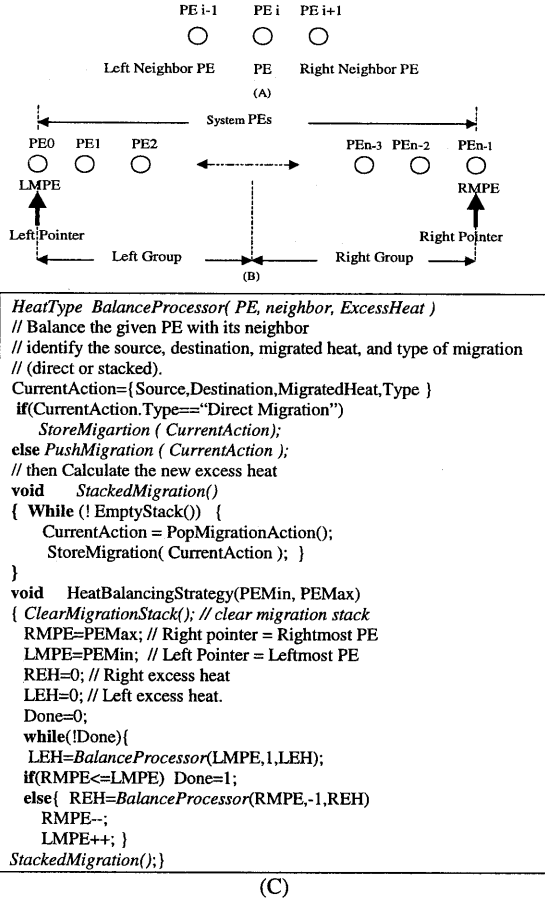 PE i-1 PE i PE i+1
Left Neighbor PE PE Right Neighbor PE
(A)
System PEs
PE0 PE1 PE2 PEn-3 PEn-2 PEn-1
LMPE RMPE
Left Pointer Right Pointer
Left Group Right Group
(B)
HeatType BalanceProcessor( PE, neighbor, ExcessHeat )
// Balance the given PE with its neighbor
// identify the source, destination, migrated heat, and type of migration
// (direct or stacked).
CurrentAction={Source,Destination,MigratedHeat,Type }
if(CurrentAction.Type==“Direct Migration”)
StoreMigartion ( CurrentAction);
else PushMigration ( CurrentAction );
// then Calculate the new excess heat
void StackedMigration()
{ While (! EmptyStack()) {
CurrentAction = PopMigrationAction();
StoreMigration( CurrentAction ); }
}
void HeatBalancingStrategy(PEMin, PEMax)
{ ClearMigrationStack(); // clear migration stack
RMPE=PEMax; // Right pointer = Rightmost PE
LMPE=PEMin; // Left Pointer = Leftmost PE
REH=0; // Right excess heat
LEH=0; // Left excess heat.
Done=0;
while(!Done){
LEH=BalanceProcessor(LMPE,1,LEH);
if(RMPE<=LMPE) Done=1;
else{ REH=BalanceProcessor(RMPE,-1,REH)
RMPE--;
LMPE++; }
StackedMigration();}
(C)